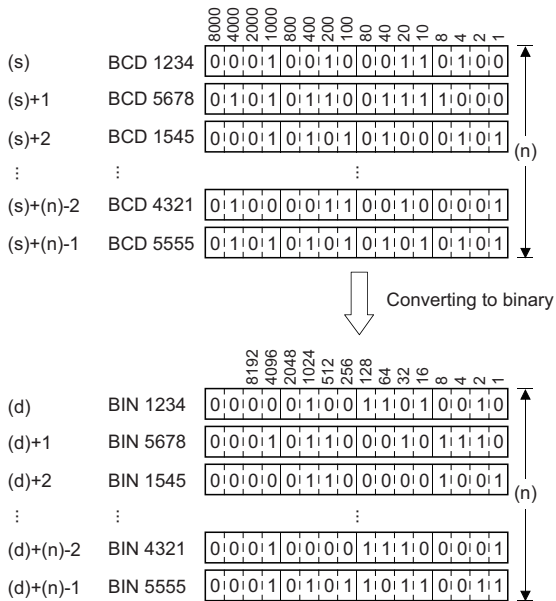 8000 4000 2000 1000 800 400 200 100 80 40 20 10 8 4 2 1
(s) BCD 1234 0 0 0 1 0 0 1 0 0 0 1 1 0 1 0 0
(s)+1 BCD 5678 0 1 0 1 0 1 1 0 0 1 1 1 1 0 0 0
(s)+2 BCD 1545 0 0 0 1 0 1 0 1 0 1 0 0 0 1 0 1
(n)
⋮ ⋮ ⋮
(s)+(n)-2 BCD 4321 0 1 0 0 0 0 1 1 0 0 1 0 0 0 0 1
(s)+(n)-1 BCD 5555 0 1 0 1 0 1 0 1 0 1 0 1 0 1 0 1
Converting to binary
8192 4096 2048 1024 512 256 128 64 32 16 8 4 2 1
(d) BIN 1234 0 0 0 0 0 1 0 0 1 1 0 1 0 0 1 0
(d)+1 BIN 5678 0 0 0 1 0 1 1 0 0 0 1 0 1 1 1 0
(d)+2 BIN 1545 0 0 0 0 0 1 1 0 0 0 0 0 1 0 0 1
(n)
⋮ ⋮ ⋮
(d)+(n)-2 BIN 4321 0 0 0 1 0 0 0 0 1 1 1 0 0 0 0 1
(d)+(n)-1 BIN 5555 0 0 0 1 0 1 0 1 1 0 1 1 0 0 1 1